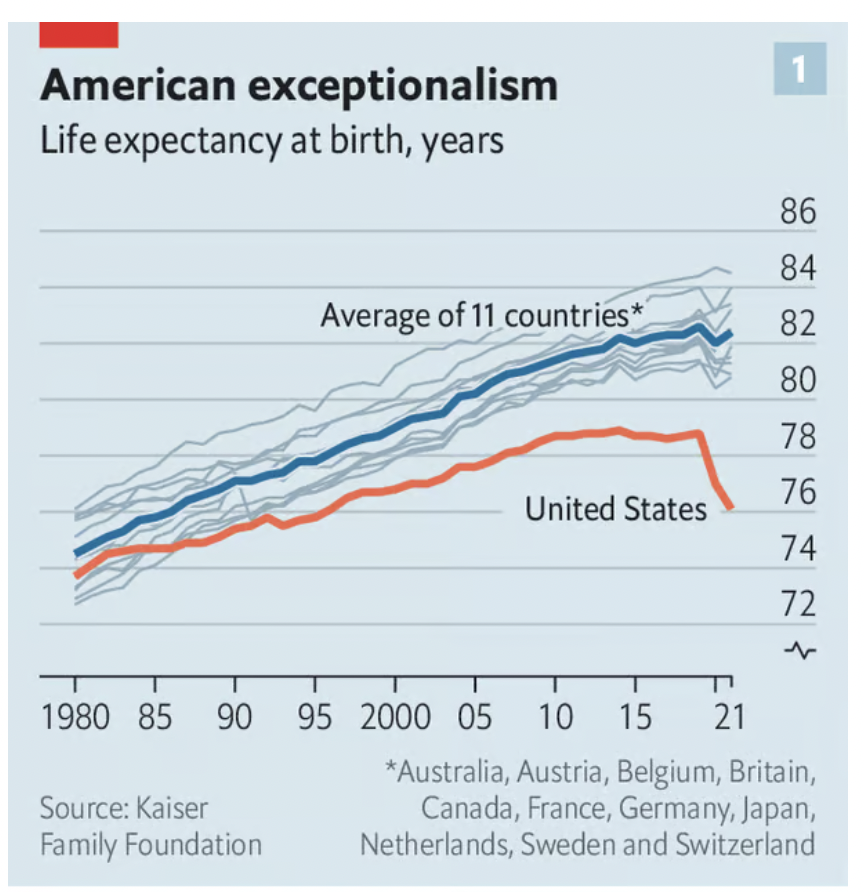 1
American exceptionalism
Life expectancy at birth, years
86
84
Average of 11 countries*
82
80
78
76
United States
74
72
1980 85 90 95 2000 05 10 15 21
*Australia, Austria, Belgium, Britain,
Canada, France, Germany, Japan,
Netherlands, Sweden and Switzerland
Source: Kaiser
Family Foundation